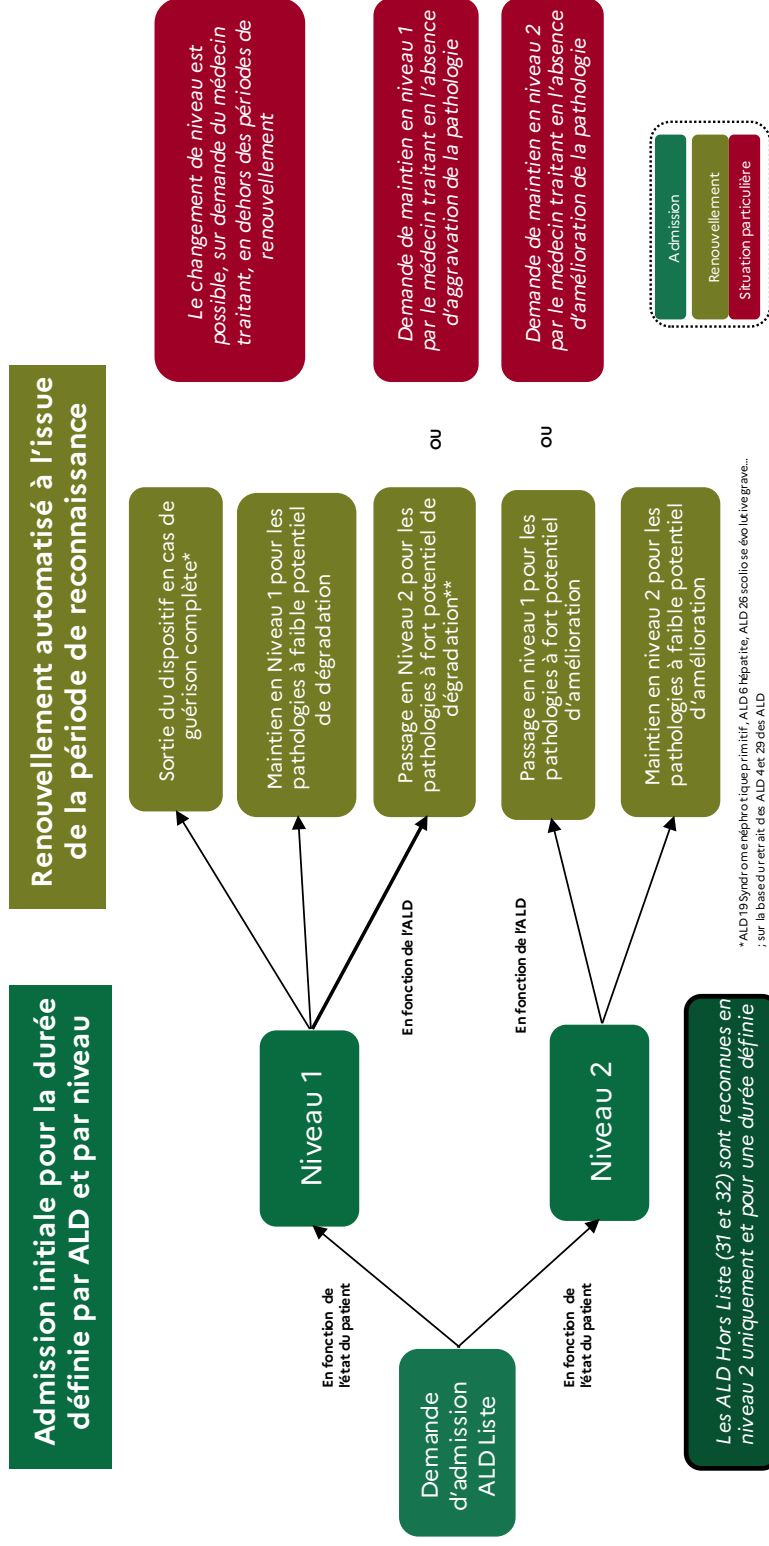 Admission initiale pour la durée
définie par ALD et par niveau
Renouvellement automatisé à l’issue
de la période de reconnaissance
Demande
d’admission
ALD Liste
En fonction de
l’état du patient
En fonction de
l’état du patient
Niveau 1
Niveau 2
En fonction de l’ALD
En fonction de l’ALD
Sortie du dispositif en cas de
guérison complète*
Maintien en Niveau 1 pour les
pathologies à faible potentiel
de dégradation
Passage en Niveau 2 pour les
pathologies à fort potentiel de
dégradation**
Passage en niveau 1 pour les
pathologies à fort potentiel
d’amélioration
Maintien en niveau 2 pour les
pathologies à faible potentiel
d’amélioration
OU
OU
Le changement de niveau est
possible, sur demande du médecin
traitant, en dehors des périodes de
renouvellement
Demande de maintien en niveau 1
par le médecin traitant en l’absence
d’aggravation de la pathologie
Demande de maintien en niveau 2
par le médecin traitant en l’absence
d’amélioration de la pathologie
Les ALD Hors Liste (31 et 32) sont reconnues en
niveau 2 uniquement et pour une durée définie
*ALD19 Syndrome néphrotique primitif, ALD 6 hépatite, ALD 26 scoliose évolutive grave...
; sur la base du retrait des ALD 4 et 29 des ALD
Admission
Renouvellement
Situation particulière